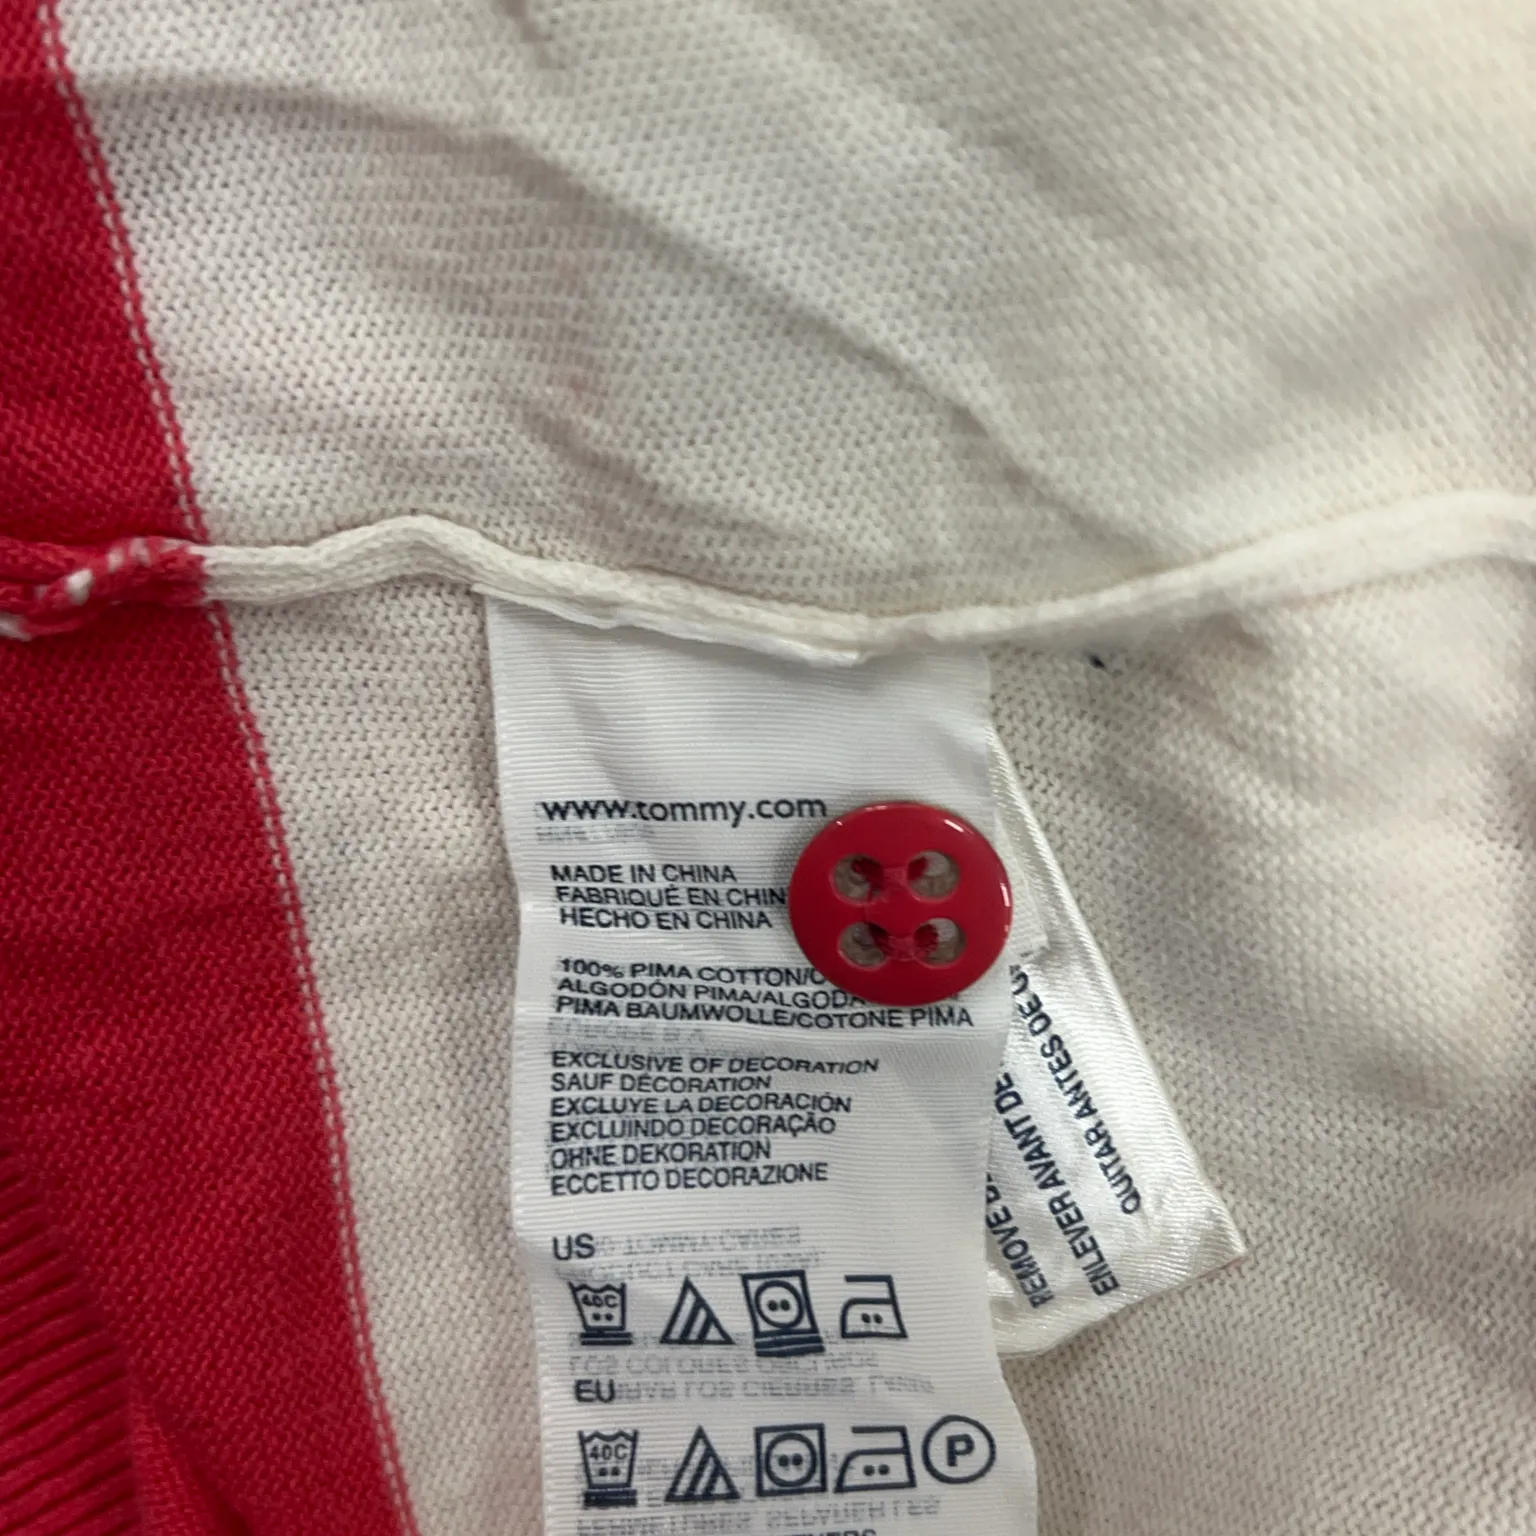 www.tommy.com
MADE IN CHINA
FABRIQUÉ EN CHIN
HECHO EN CHINA
100% PIMA COTTON/C
ALGODÓN PIMA/ALGODA
PIMA BAUMWOLLE/COTONE PIMA
EXCLUSIVE OF DECORATION
SAUF DÉCORATION
EXCLUYE LA DECORACIÓN
EXCLUINDO DECORAÇÃO
OHNE DEKORATION
ECCETTO DECORAZIONE
US
40C
EU
40C
P
REMOVE
ENLEVER AVANT DE
QUITAR ANTES DE